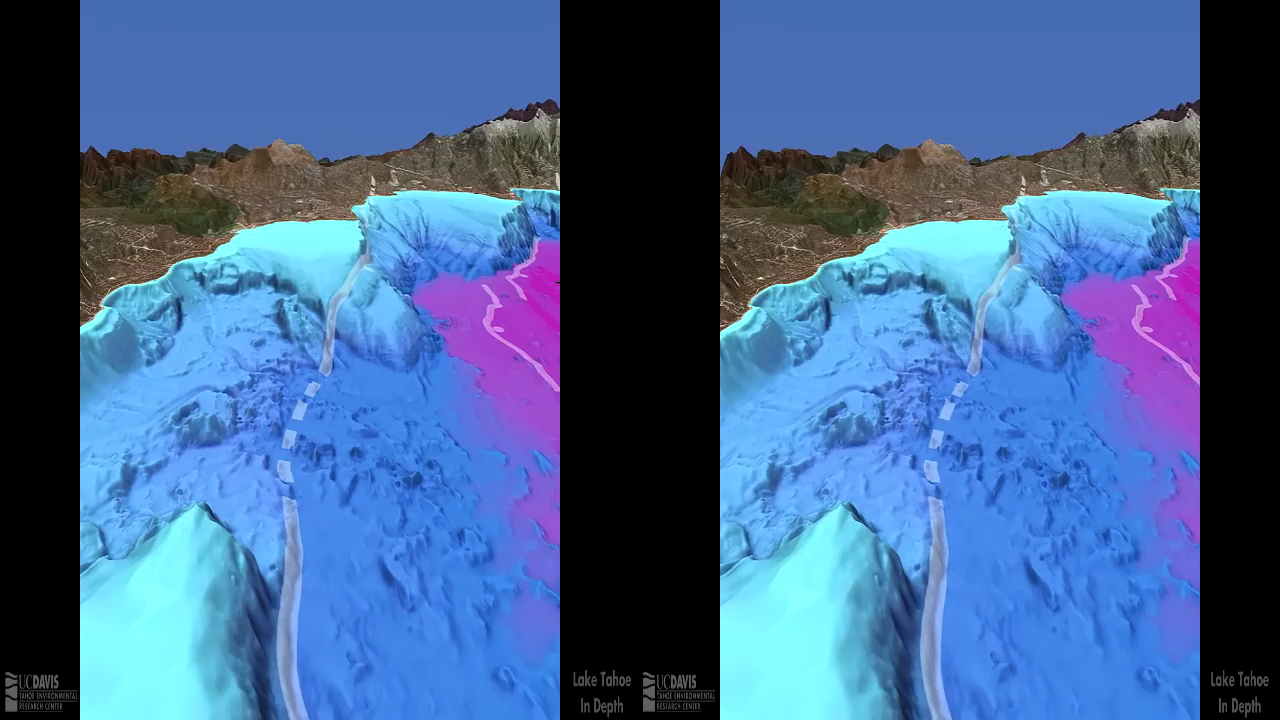 UCDAVIS
TAHOE ENVIRONMENTAL
RESEARCH CENTER
Lake Tahoe
In Depth
UCDAVIS
TAHOE ENVIRONMENTAL
RESEARCH CENTER
Lake Tahoe
In Depth